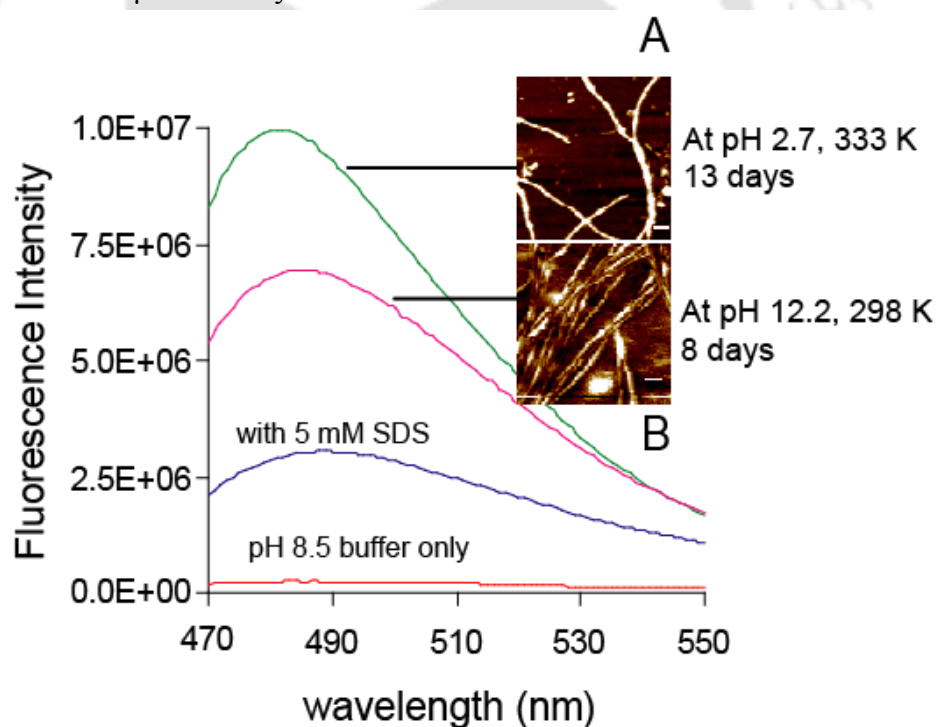 A
1.0E+07
7.5E+06
5.0E+06
2.5E+06
0.0E+00
Fluorescence Intensity
At pH 2.7, 333 K
13 days
At pH 12.2, 298 K
8 days
B
with 5 mM SDS
pH 8.5 buffer only
470 490 510 530 550
wavelength (nm)